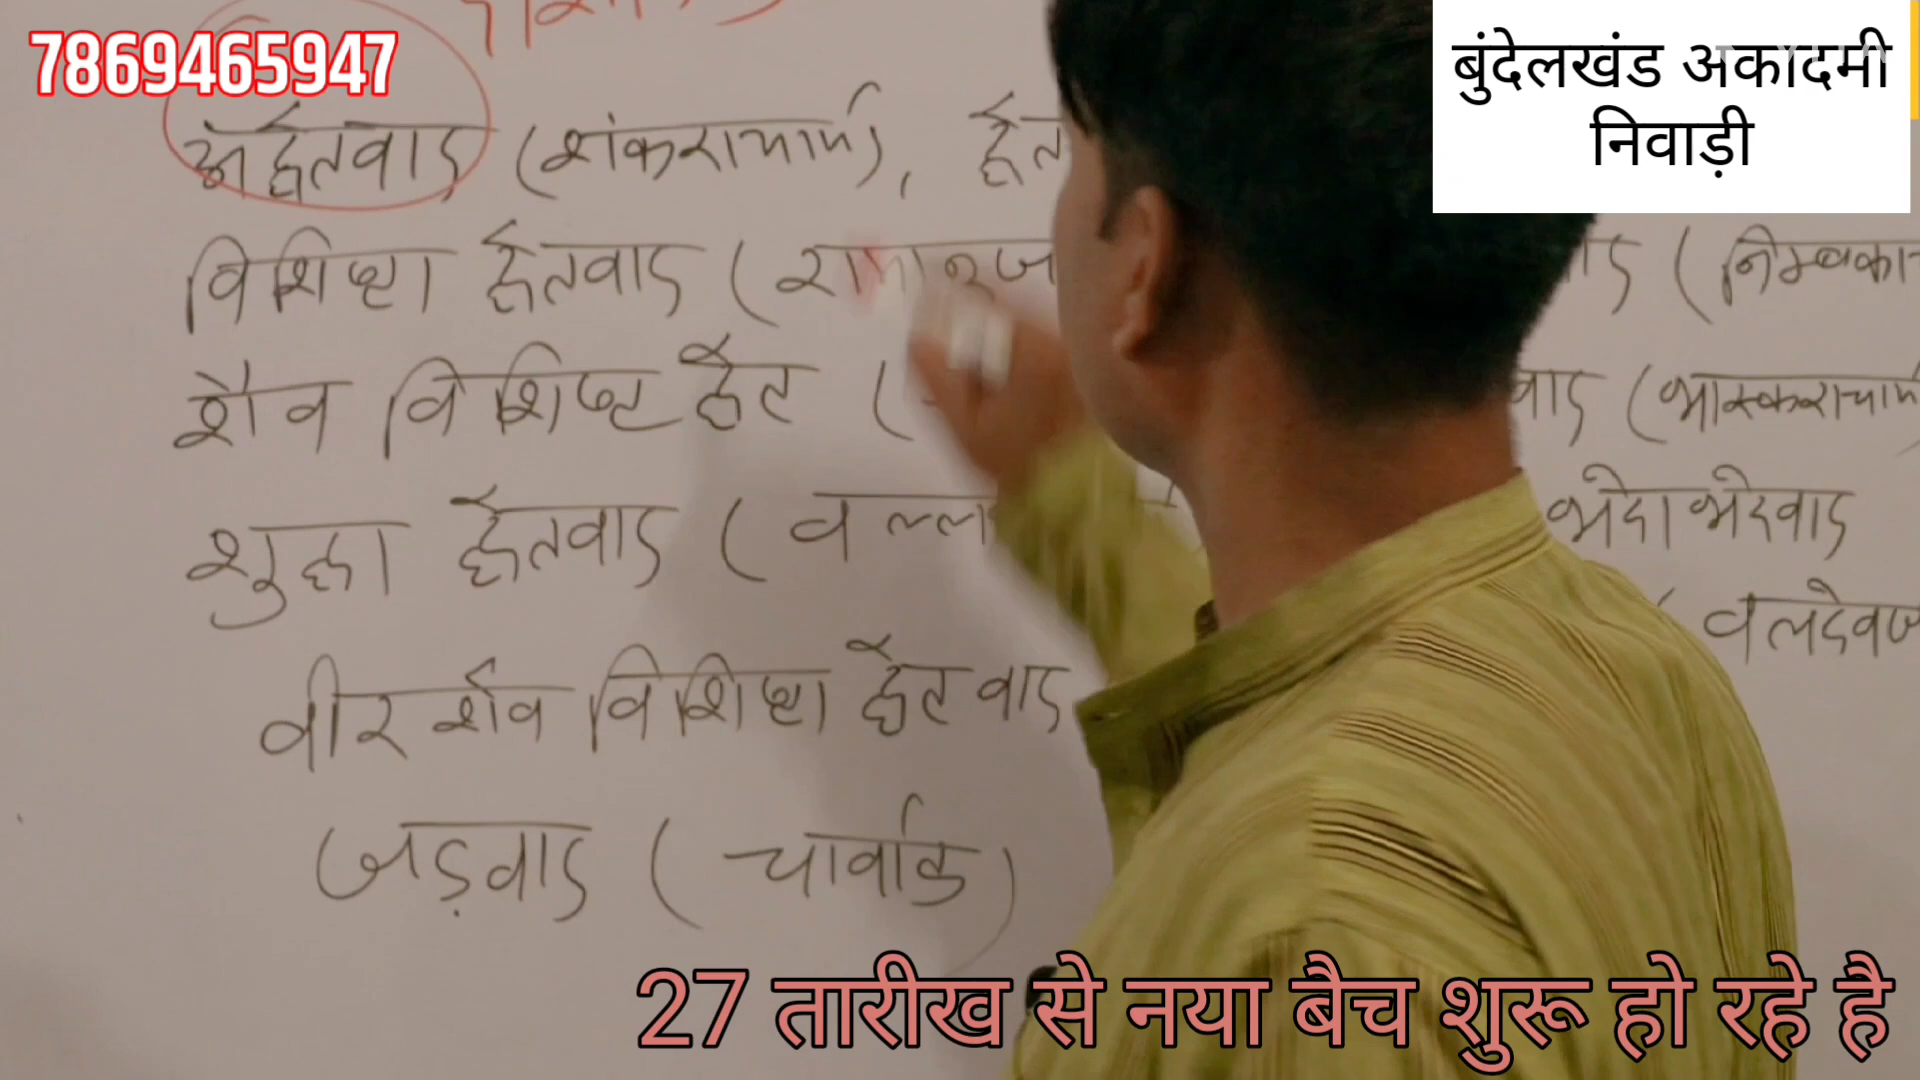 7869465947
बुंदेलखंड अकादमी
निवाड़ी
अद्वैतवाद (शंकराचार्य), द्वैत
विशिष्टा द्वैतवाद (रामानुज
वाद (निम्बका
शैव विशिष्ट द्वैत (
वाद (भास्कराचार्य
शुद्धा द्वैतवाद (वल्ल
भेदाभेदवाद
(बलदेव
वीर शैव विशिष्टा द्वैतवाद
जड़वाद (चार्वाक)
27 तारीख से नया बैच शुरू हो रहे है